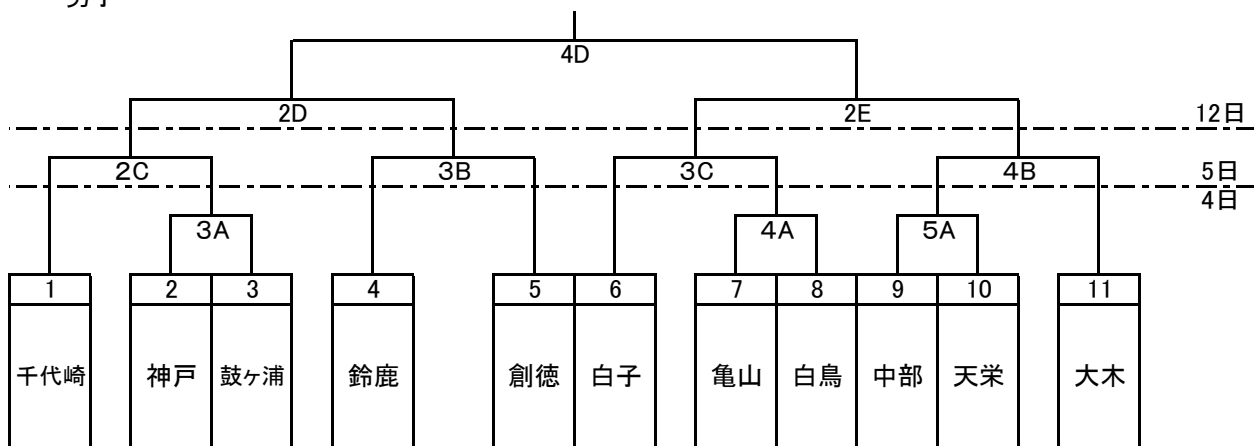 4D
2D 2E 12日
2C 3B 3C 4B 5日
4日
3A 4A 5A
1 2 3 4 5 6 7 8 9 10 11
千代崎 神戸 鼓ヶ浦 鈴鹿 創徳 白子 亀山 白鳥 中部 天栄 大木